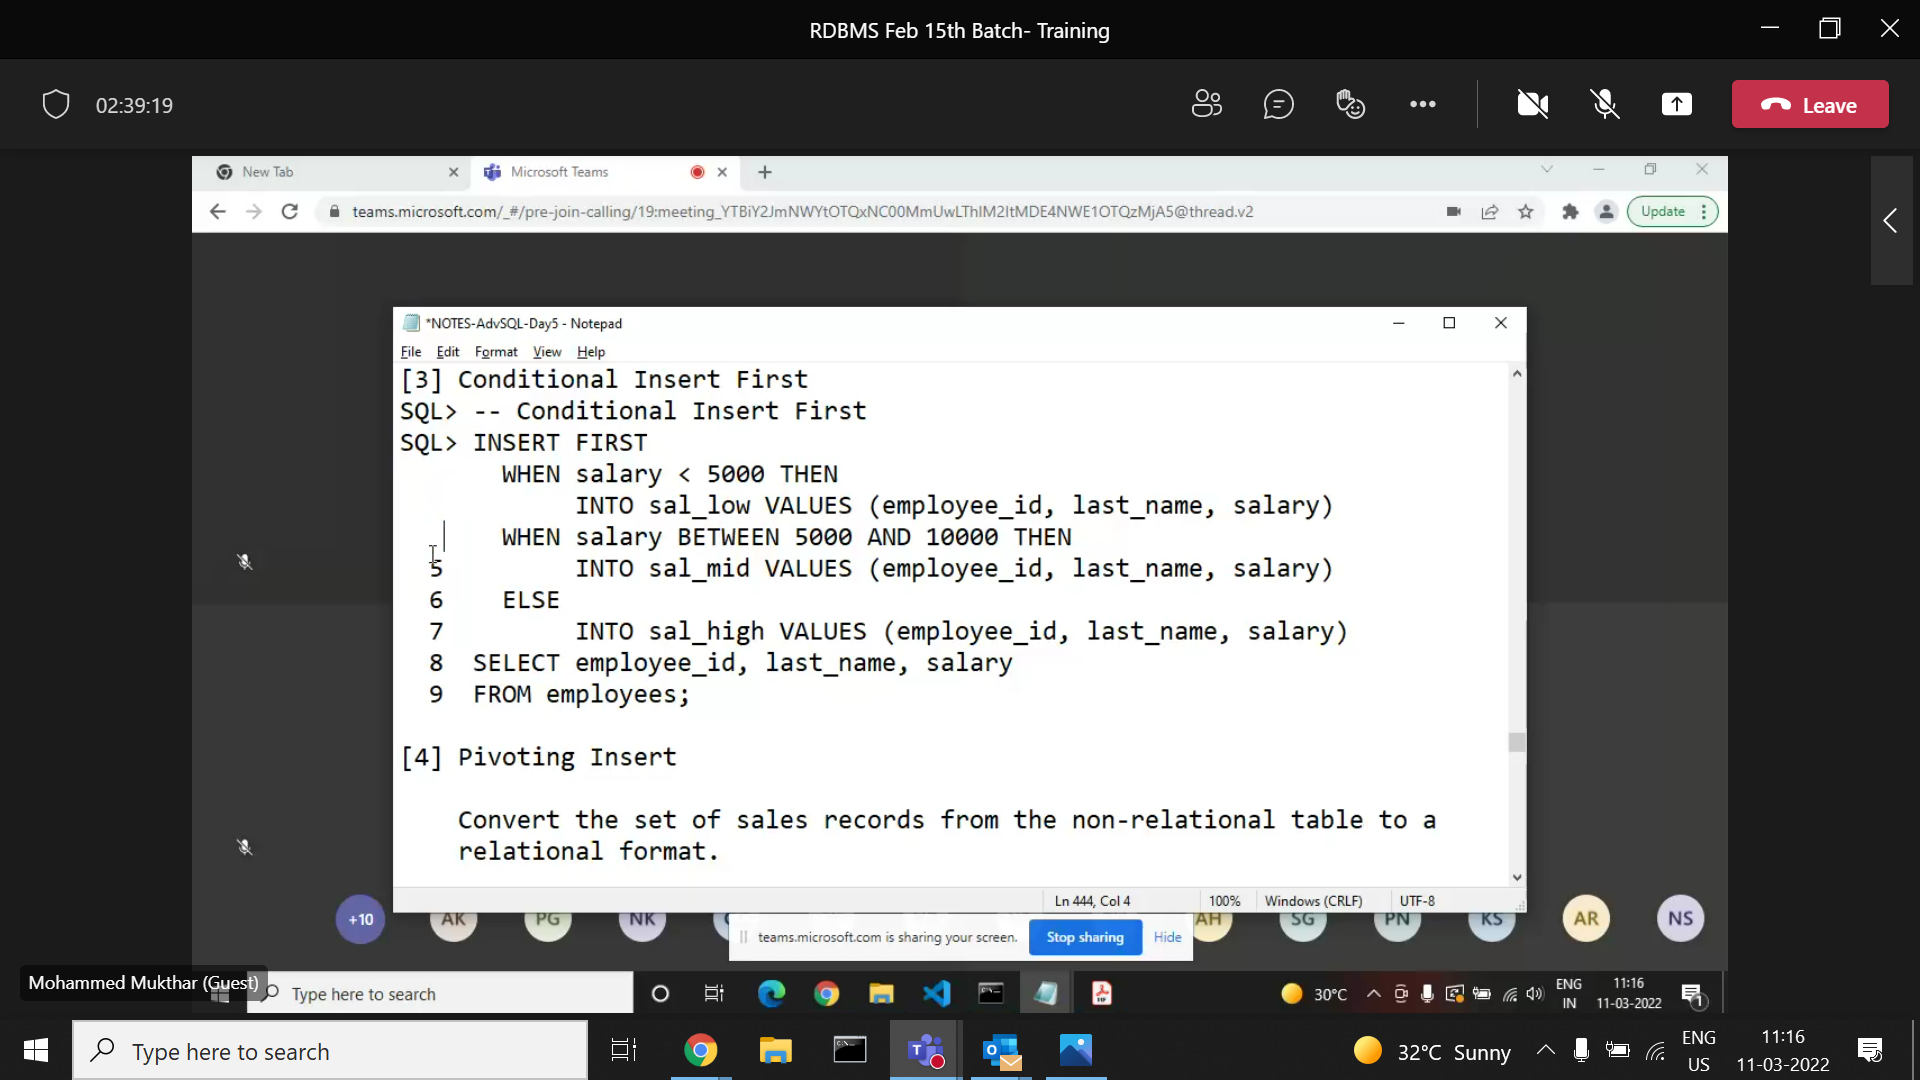 RDBMS Feb 15th Batch- Training
02:39:19
Leave
New Tab
Microsoft Teams
teams.microsoft.com/_#/pre-join-calling/19:meeting_YTBiY2JmNWYtOTQxNC00MmUwLThlM2ItMDE4NWE1OTQzMjA5@thread.v2
Update
*NOTES-AdvSQL-Day5 - Notepad
File Edit Format View Help
[3] Conditional Insert First
SQL> -- Conditional Insert First
SQL> INSERT FIRST
WHEN salary < 5000 THEN
INTO sal_low VALUES (employee_id, last_name, salary)
WHEN salary BETWEEN 5000 AND 10000 THEN
5 INTO sal_mid VALUES (employee_id, last_name, salary)
6 ELSE
7 INTO sal_high VALUES (employee_id, last_name, salary)
8 SELECT employee_id, last_name, salary
9 FROM employees;
[4] Pivoting Insert
Convert the set of sales records from the non-relational table to a
relational format.
Ln 444, Col 4 100% Windows (CRLF) UTF-8
+10 AK PG NK AH SG PN KS AR NS
teams.microsoft.com is sharing your screen. Stop sharing Hide
Mohammed Mukthar (Guest)
Type here to search
30°C
ENG
IN
11:16
11-03-2022
1
Type here to search
32°C Sunny
ENG
US
11:16
11-03-2022